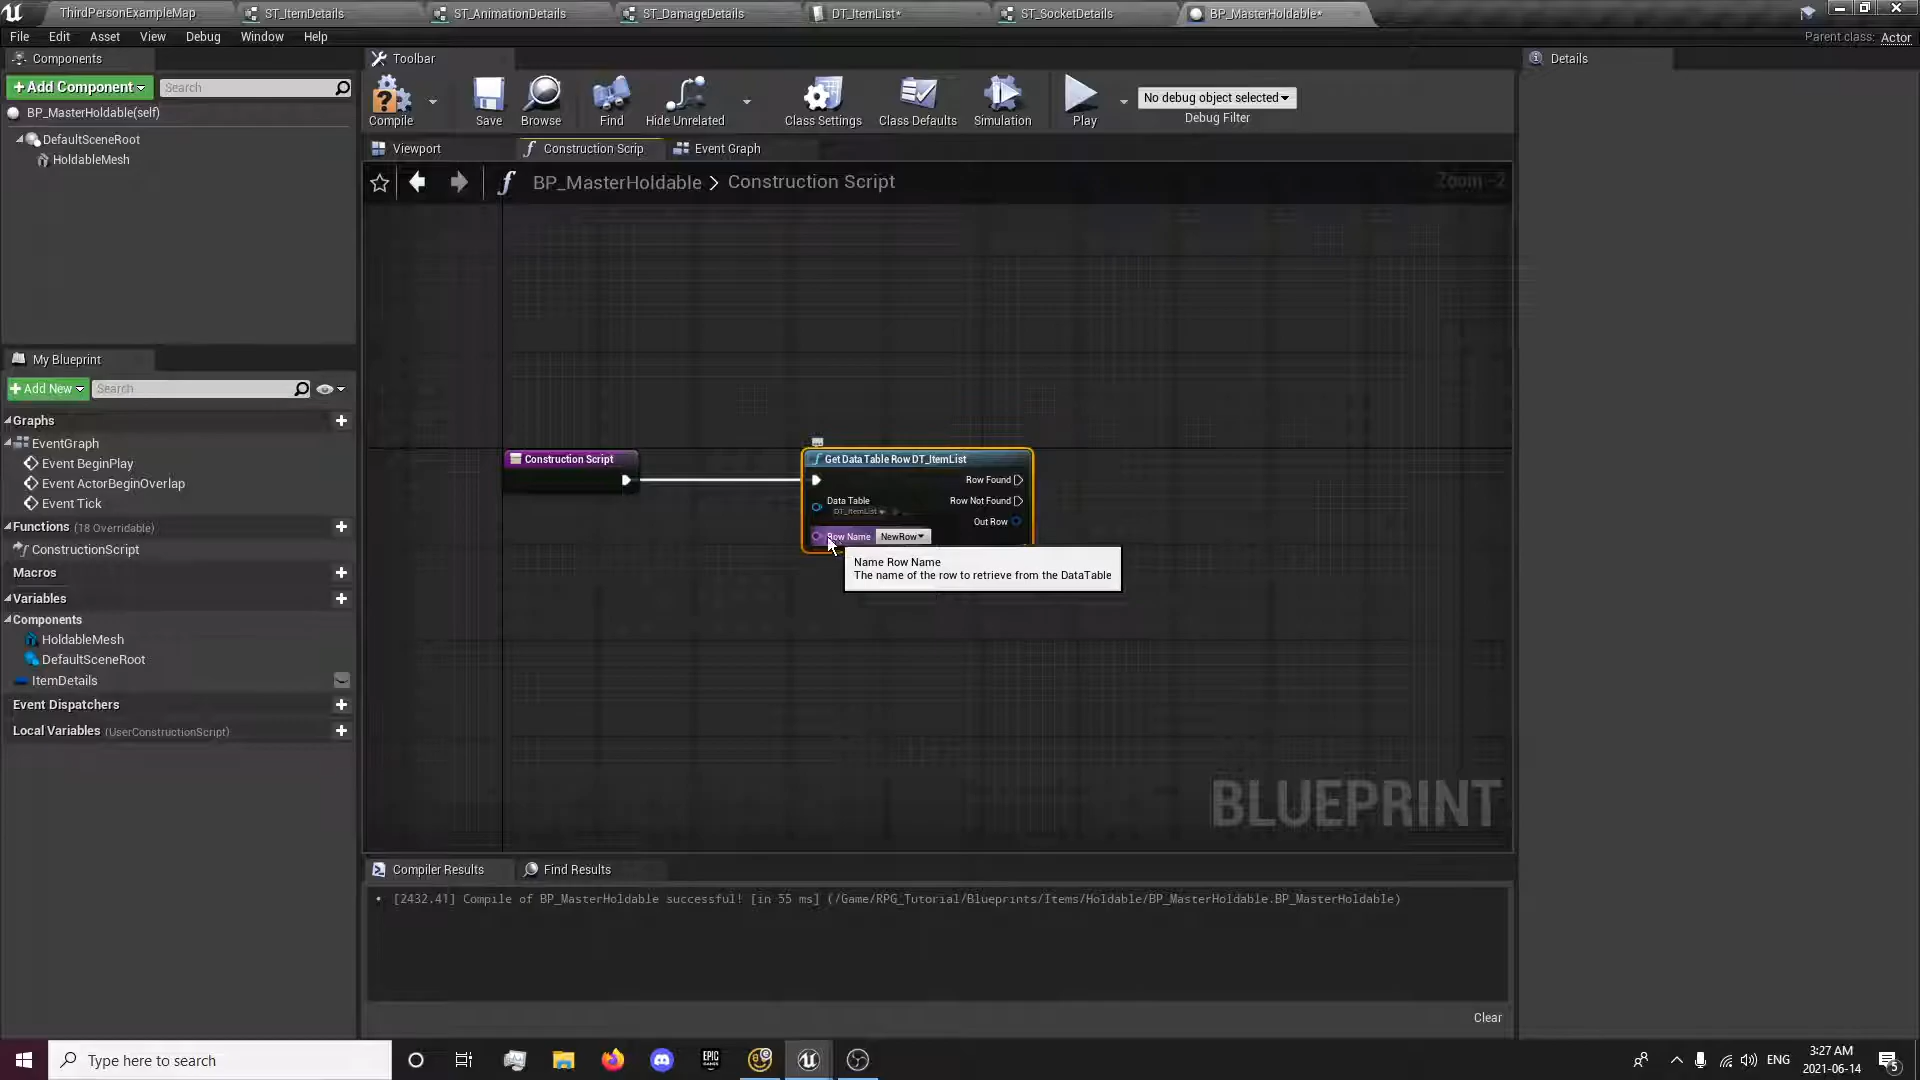 ThirdPersonExampleMap
ST_ItemDetails
ST_AnimationDetails
ST_DamageDetails
DT_ItemList*
ST_SocketDetails
BP_MasterHoldable*
File Edit Asset View Debug Window Help
Parent class: Actor
Components
Toolbar
Details
+Add Component
Search
BP_MasterHoldable(self)
DefaultSceneRoot
HoldableMesh
Compile
Save
Browse
Find
Hide Unrelated
Class Settings
Class Defaults
Simulation
Play
No debug object selected
Debug Filter
Viewport
Construction Scrip
Event Graph
BP_MasterHoldable > Construction Script
Zoom -2
My Blueprint
+Add New
Search
Graphs
EventGraph
Event BeginPlay
Event ActorBeginOverlap
Event Tick
Functions (18 Overridable)
ConstructionScript
Macros
Variables
Components
HoldableMesh
DefaultSceneRoot
ItemDetails
Event Dispatchers
Local Variables (UserConstructionScript)
Construction Script
Get Data Table Row DT_ItemList
Row Found
Data Table
DT_ItemList
Row Not Found
Out Row
Row Name NewRow
Name Row Name
The name of the row to retrieve from the DataTable
BLUEPRINT
Compiler Results
Find Results
[2432.41] Compile of BP_MasterHoldable successful! [in 55 ms] (/Game/RPG_Tutorial/Blueprints/Items/Holdable/BP_MasterHoldable.BP_MasterHoldable)
Clear
Type here to search
EPIC GAMES
ENG
3:27 AM
2021-06-14
5